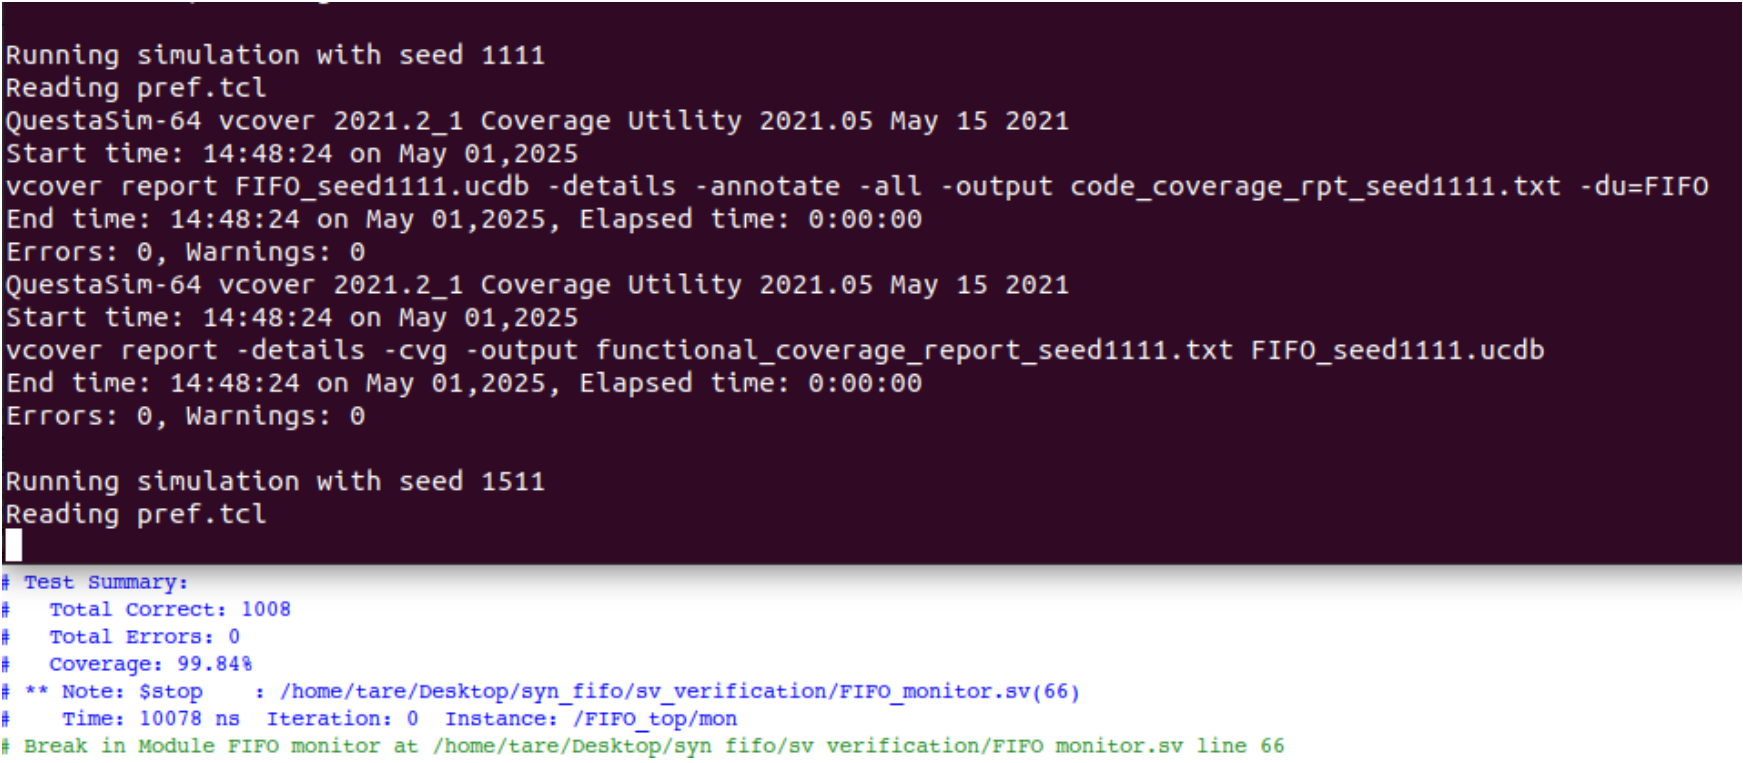 Running simulation with seed 1111
Reading pref.tcl
QuestaSim-64 vcover 2021.2_1 Coverage Utility 2021.05 May 15 2021
Start time: 14:48:24 on May 01,2025
vcover report FIFO_seed1111.ucdb -details -annotate -all -output code_coverage_rpt_seed1111.txt -du=FIFO
End time: 14:48:24 on May 01,2025, Elapsed time: 0:00:00
Errors: 0, Warnings: 0
QuestaSim-64 vcover 2021.2_1 Coverage Utility 2021.05 May 15 2021
Start time: 14:48:24 on May 01,2025
vcover report -details -cvg -output functional_coverage_report_seed1111.txt FIFO_seed1111.ucdb
End time: 14:48:24 on May 01,2025, Elapsed time: 0:00:00
Errors: 0, Warnings: 0
Running simulation with seed 1511
Reading pref.tcl
# Test Summary:
#   Total Correct: 1008
#   Total Errors: 0
#   Coverage: 99.84%
# ** Note: $stop    : /home/tare/Desktop/syn_fifo/sv_verification/FIFO_monitor.sv(66)
#    Time: 10078 ns  Iteration: 0  Instance: /FIFO_top/mon
# Break in Module FIFO_monitor at /home/tare/Desktop/syn_fifo/sv_verification/FIFO_monitor.sv line 66